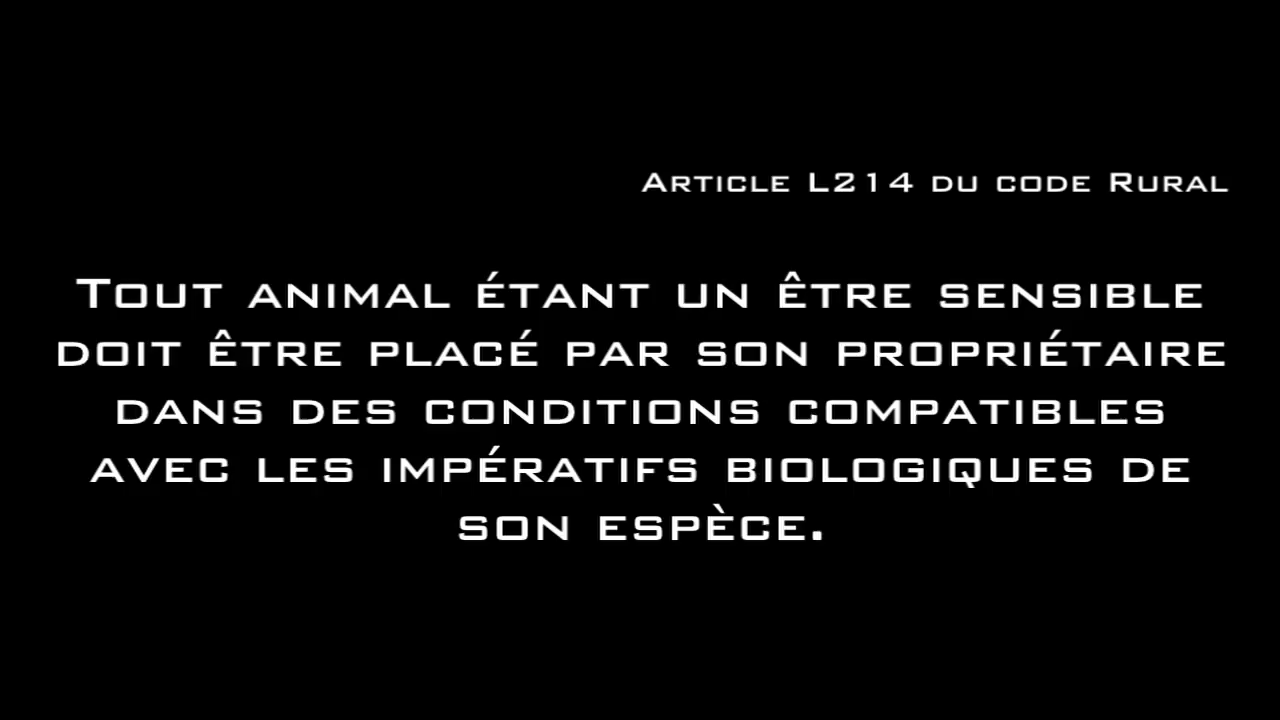 Article L214 du code Rural
Tout animal étant un être sensible
doit être placé par son propriétaire
dans des conditions compatibles
avec les impératifs biologiques de
son espèce.